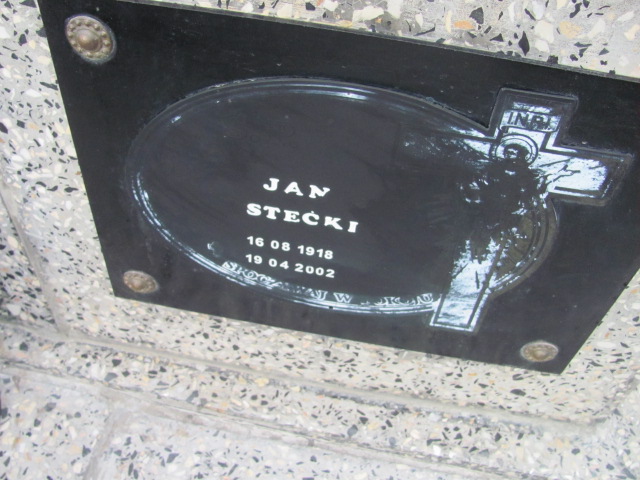 INRI
JAN
STEĆKI
16 08 1918
19 04 2002
W